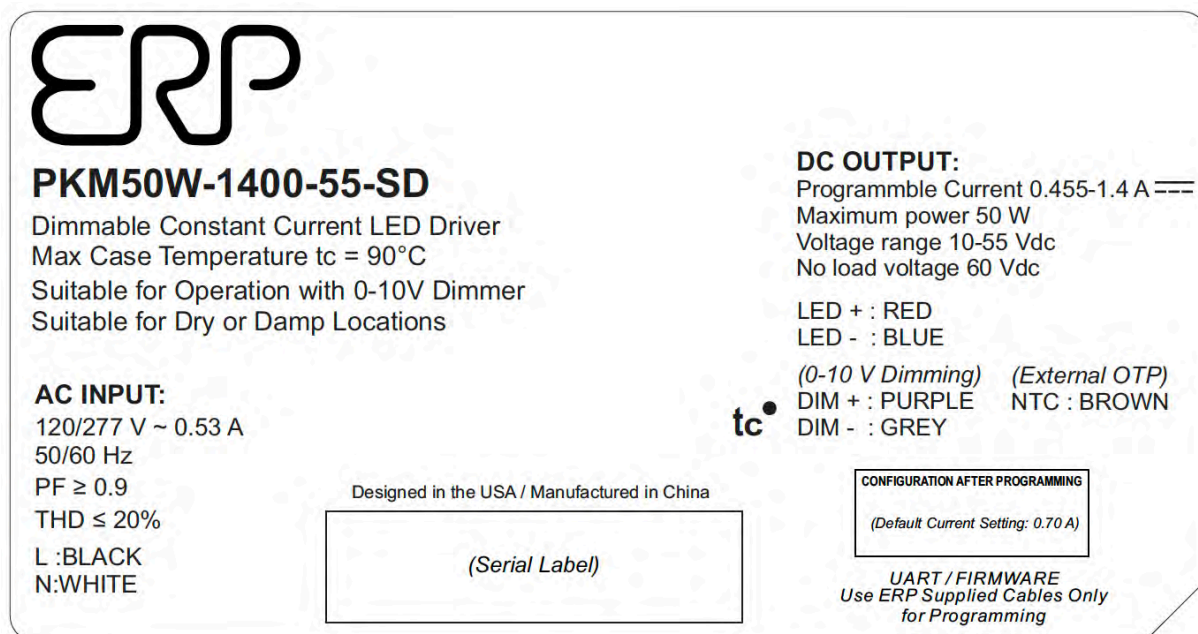 ERP
PKM50W-1400-55-SD
Dimmable Constant Current LED Driver
Max Case Temperature tc = 90°C
Suitable for Operation with 0-10V Dimmer
Suitable for Dry or Damp Locations
AC INPUT:
120/277 V ~ 0.53 A
50/60 Hz
PF ≥ 0.9
THD ≤ 20%
L :BLACK
N:WHITE
Designed in the USA / Manufactured in China
(Serial Label)
tc
DC OUTPUT:
Programmble Current 0.455-1.4 A ⎓
Maximum power 50 W
Voltage range 10-55 Vdc
No load voltage 60 Vdc
LED + : RED
LED - : BLUE
(0-10 V Dimming) (External OTP)
DIM + : PURPLE NTC : BROWN
DIM - : GREY
CONFIGURATION AFTER PROGRAMMING
(Default Current Setting: 0.70 A)
UART / FIRMWARE
Use ERP Supplied Cables Only
for Programming